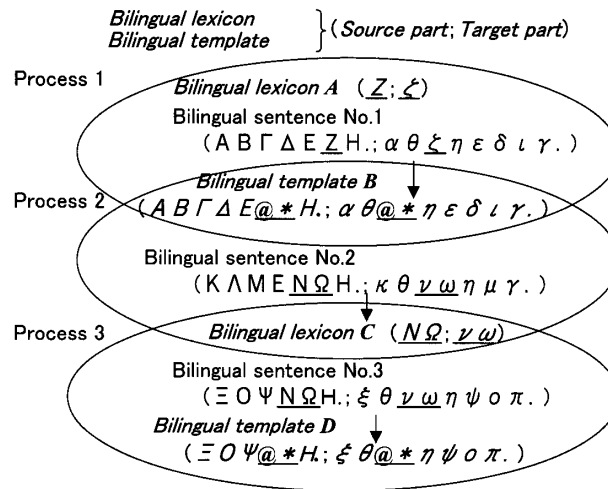 Bilingual lexicon
Bilingual template
(Source part; Target part)
Process 1
Bilingual lexicon A (Z; ζ)
Bilingual sentence No.1
(Α Β Γ Δ Ε Ζ Η.; α θ ζ η ε δ ι γ.)
Bilingual template B
Process 2
(Α Β Γ Δ Ε @ * Η.; α θ @ * η ε δ ι γ.)
Bilingual sentence No.2
(Κ Λ Μ Ε Ν Ω Η.; κ θ ν ω η μ γ.)
Process 3
Bilingual lexicon C (Ν Ω; ν ω)
Bilingual sentence No.3
(Ξ Ο Ψ Ν Ω Η.; ξ θ ν ω η ψ ο π.)
Bilingual template D
(Ξ Ο Ψ @ * Η.; ξ θ @ * η ψ ο π.)